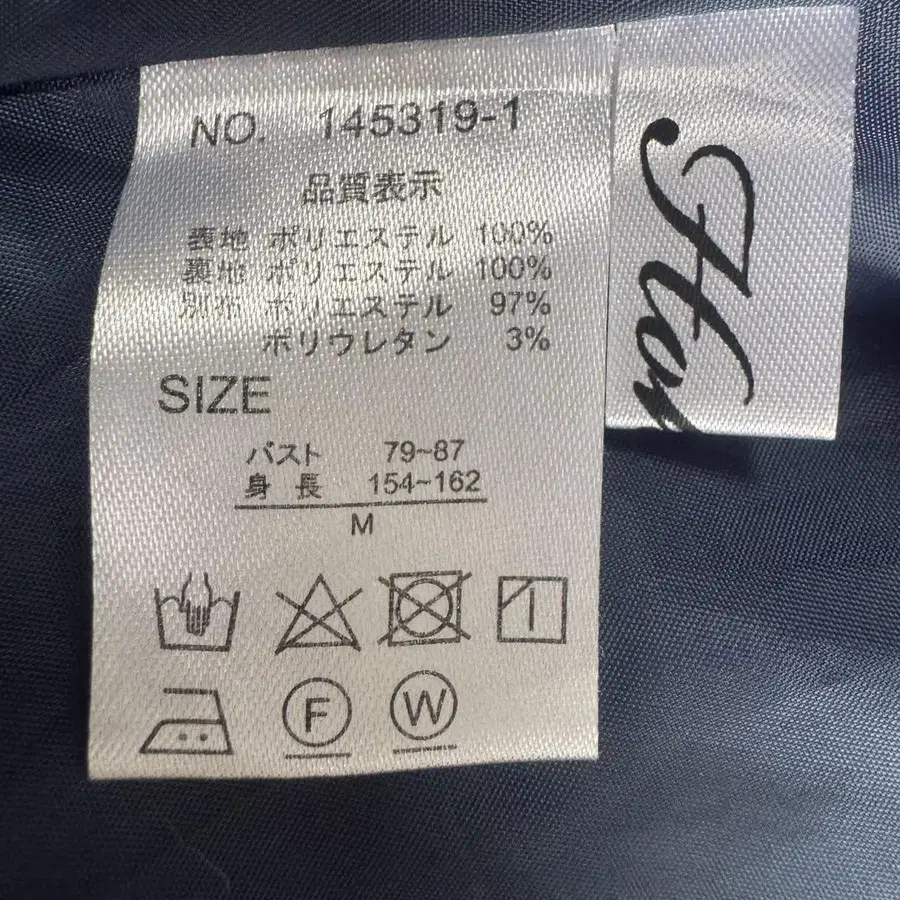 NO. 145319-1
品質表示
表地 ポリエステル 100%
裏地 ポリエステル 100%
別布 ポリエステル 97%
ポリウレタン 3%
SIZE
バスト 79~87
身長 154~162
M
F
W